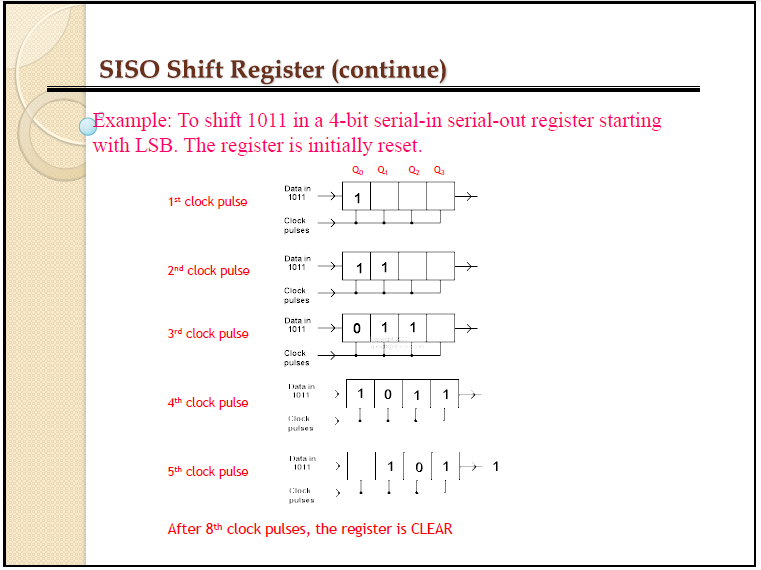 SISO Shift Register (continue)
Example: To shift 1011 in a 4-bit serial-in serial-out register starting
with LSB. The register is initially reset.
Q0 Q1 Q2 Q3
1st clock pulse
Data in
1011
1
Clock
pulses
2nd clock pulse
Data in
1011
1 1
Clock
pulses
3rd clock pulse
Data in
1011
0 1 1
Clock
pulses
4th clock pulse
Data in
1011
1 0 1 1
Clock
pulses
5th clock pulse
Data in
1011
1 0 1 1
Clock
pulses
After 8th clock pulses, the register is CLEAR